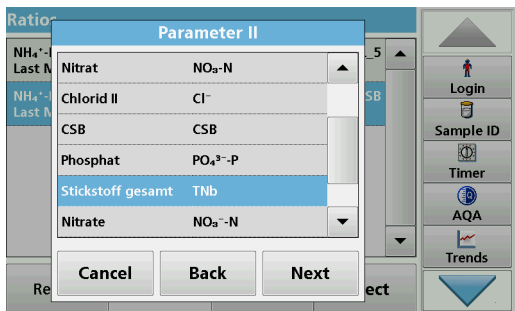 Ratios
Parameter II
NH₄⁺-
_5
Last
NH₄⁺-
SB
Last
Nitrat NO₃-N
Chlorid II Cl⁻
CSB CSB
Phosphat PO₄³⁻-P
Stickstoff gesamt TNb
Nitrate NO₃⁻-N
Cancel Back Next
Re
ect
Login
Sample ID
Timer
AQA
Trends